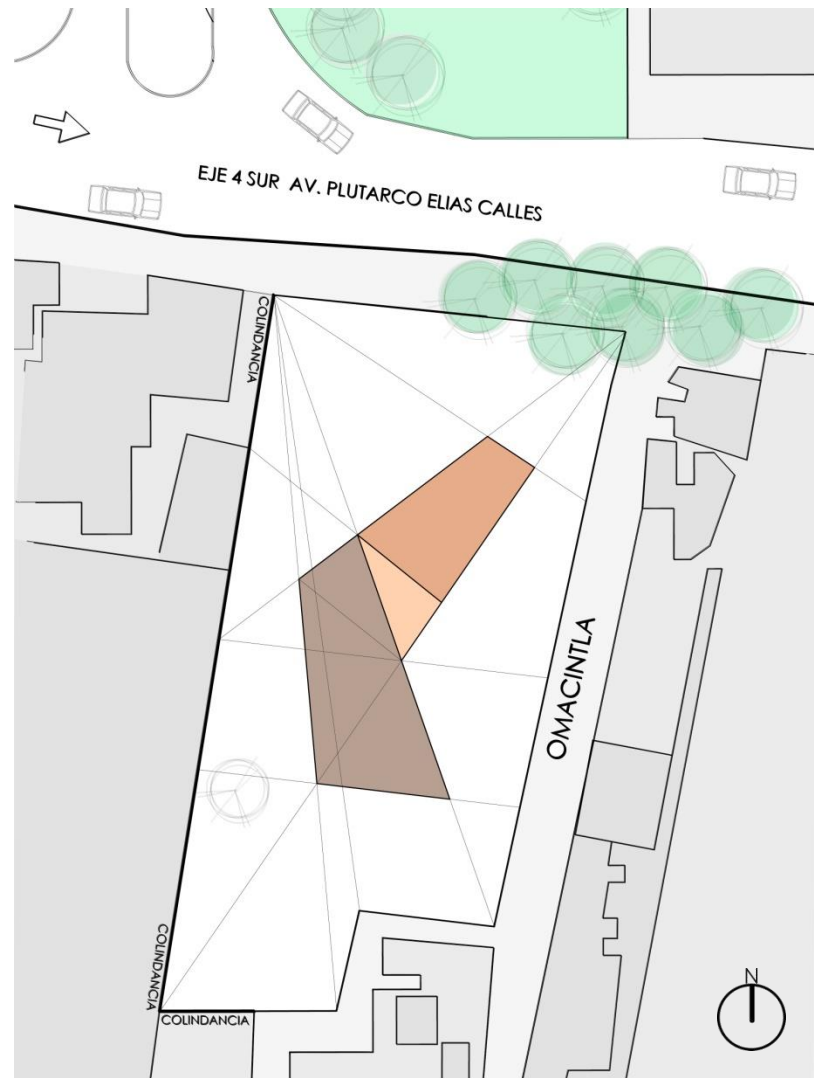 EJE 4 SUR AV. PLUTARCO ELIAS CALLES
COLINDANCIA
OMACINTLA
COLINDANCIA
COLINDANCIA
N